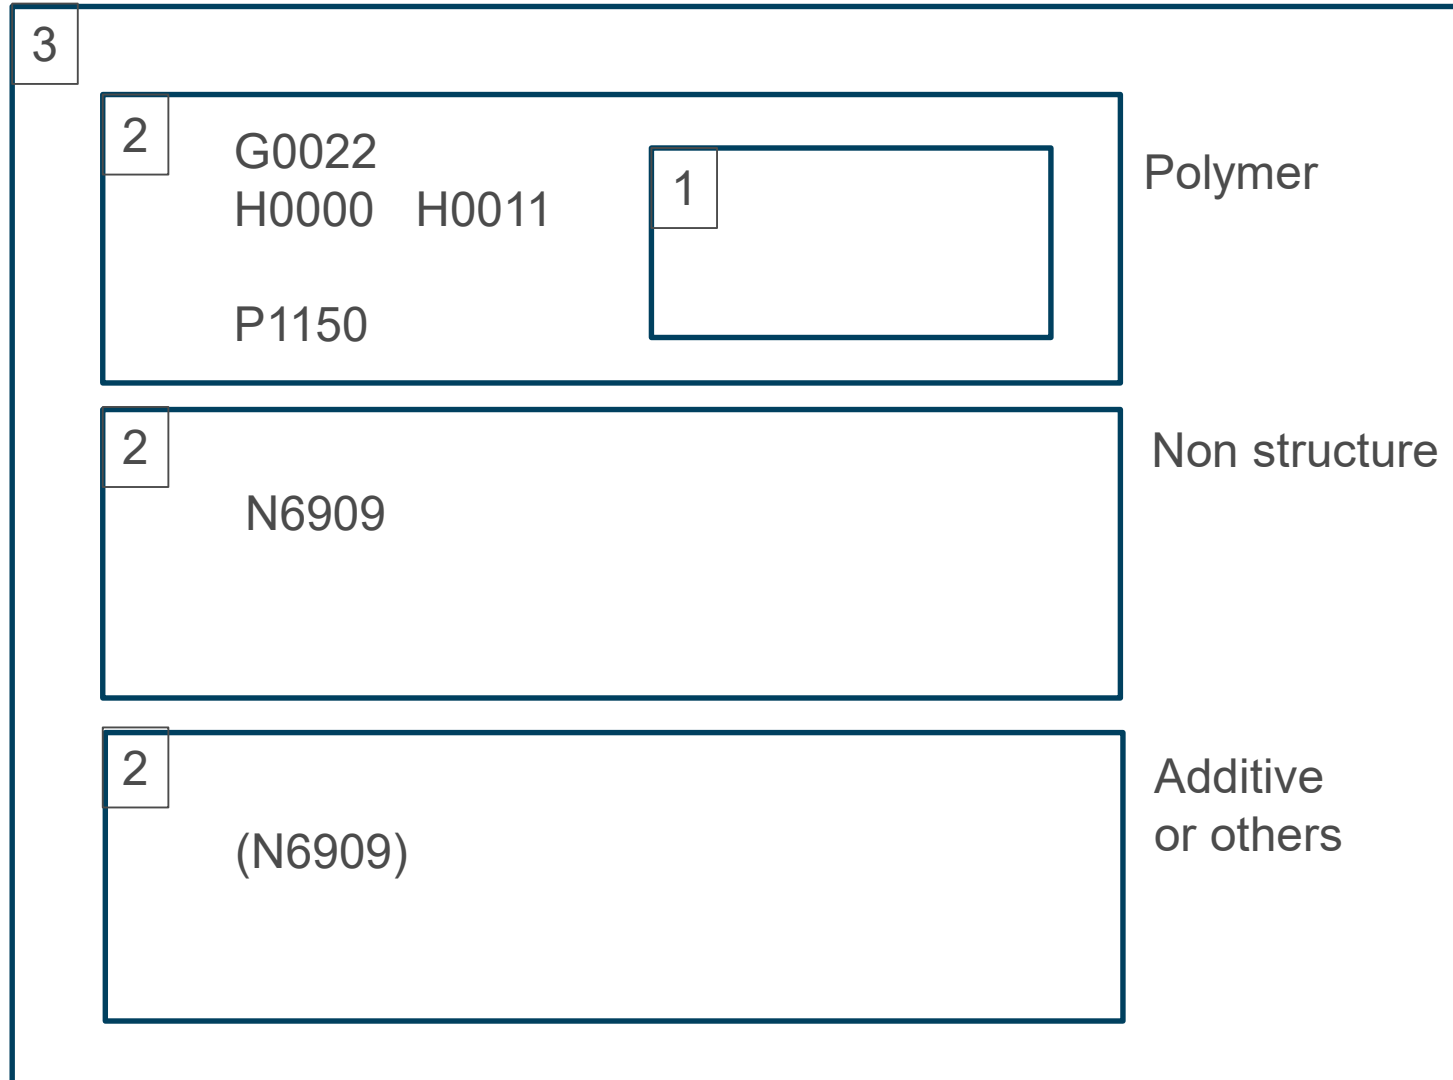 3
2
G0022
H0000 H0011
P1150
1
Polymer
2
N6909
Non structure
2
(N6909)
Additive
or others